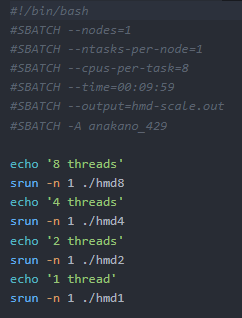 #!/bin/bash
#SBATCH --nodes=1
#SBATCH --ntasks-per-node=1
#SBATCH --cpus-per-task=8
#SBATCH --time=00:09:59
#SBATCH --output=hmd-scale.out
#SBATCH -A anakano_429
echo '8 threads'
srun -n 1 ./hmd8
echo '4 threads'
srun -n 1 ./hmd4
echo '2 threads'
srun -n 1 ./hmd2
echo '1 thread'
srun -n 1 ./hmd1